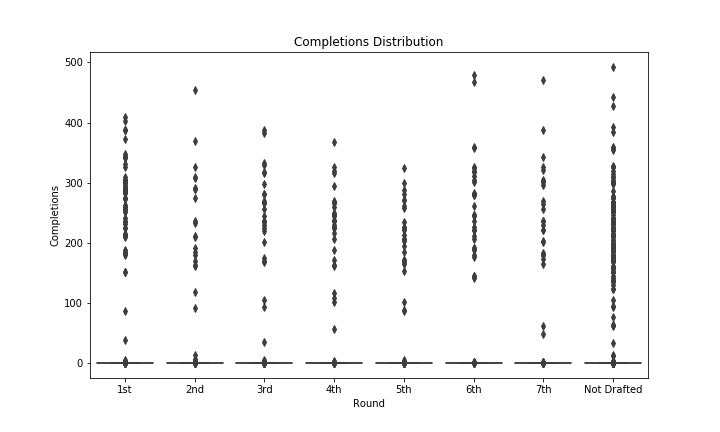 Completions Distribution
Completions
500
400
300
200
100
0
1st 2nd 3rd 4th 5th 6th 7th Not Drafted
Round